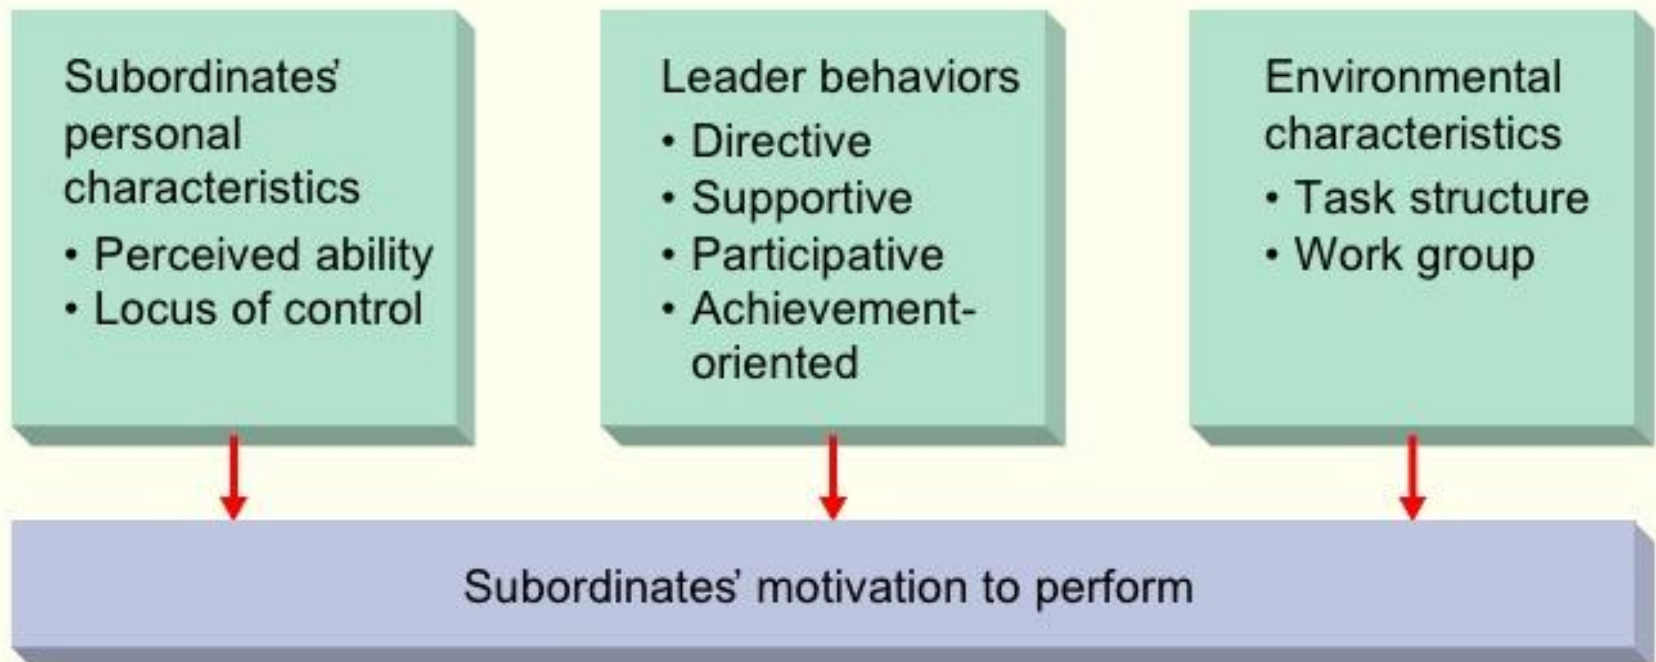 Subordinates’
personal
characteristics
• Perceived ability
• Locus of control
Leader behaviors
• Directive
• Supportive
• Participative
• Achievement-
oriented
Environmental
characteristics
• Task structure
• Work group
Subordinates’ motivation to perform